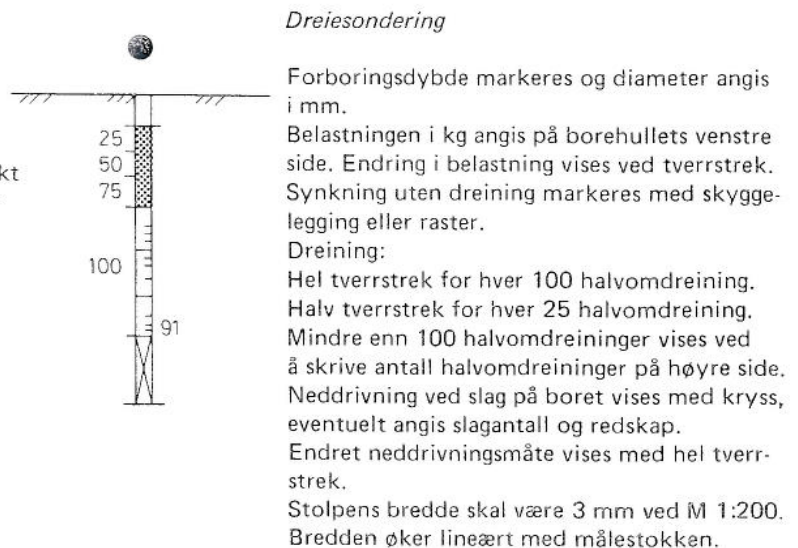 Dreiesondering
Forboringsdybde markeres og diameter angis
i mm.
Belastningen i kg angis på borehullets venstre
side. Endring i belastning vises ved tverrstrek.
Synkning uten dreining markeres med skygge-
legging eller raster.
Dreining:
Hel tverrstrek for hver 100 halvomdreining.
Halv tverrstrek for hver 25 halvomdreining.
Mindre enn 100 halvomdreininger vises ved
å skrive antall halvomdreininger på høyre side.
Neddrivning ved slag på boret vises med kryss,
eventuelt angis slagantall og redskap.
Endret neddrivningsmåte vises med hel tverr-
strek.
Stolpens bredde skal være 3 mm ved M 1:200.
Bredden øker lineært med målestokken.
25
50
kt
75
100
91